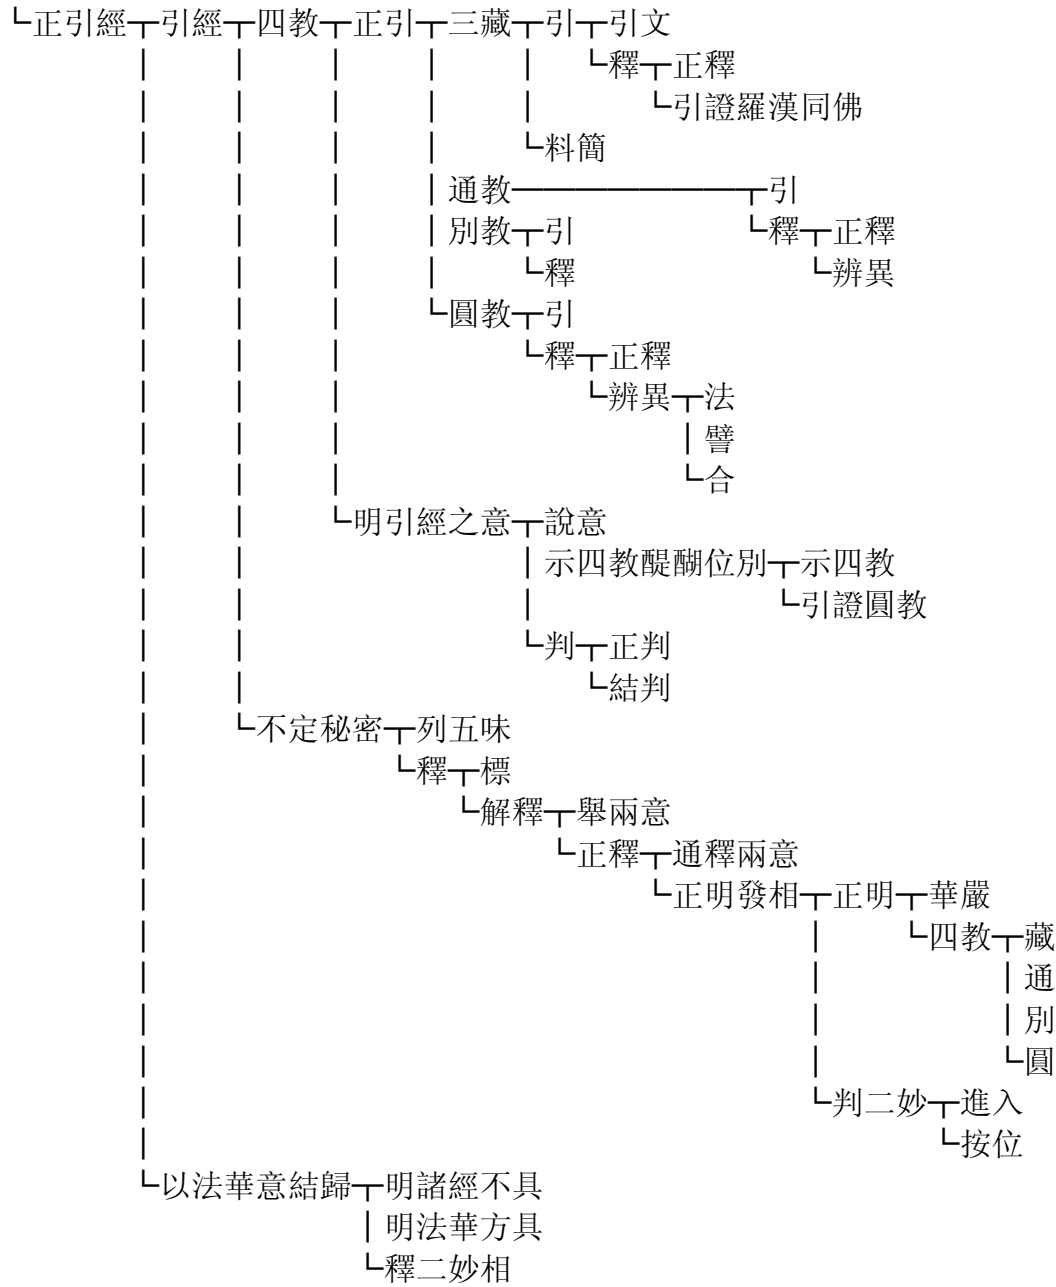 └正引經┬引經┬四教┬正引┬三藏┬引┬引文
│ │ │ │ │ └釋┬正釋
│ │ │ │ │ └引證羅漢同佛
│ │ │ │ └料簡
│ │ │ │通教────────┬引
│ │ │ │別教┬引 └釋┬正釋
│ │ │ │ └釋 └辨異
│ │ │ └圓教┬引
│ │ │ └釋┬正釋
│ │ │ └辨異┬法
│ │ │ │譬
│ │ │ └合
│ │ └明引經之意┬說意
│ │ │示四教醍醐位別┬示四教
│ │ │ └引證圓教
│ │ └判┬正判
│ │ └結判
│ └不定秘密┬列五味
│ └釋┬標
│ └解釋┬舉兩意
│ └正釋┬通釋兩意
│ └正明發相┬正明┬華嚴
│ │ └四教┬藏
│ │ │通
│ │ │別
│ │ └圓
│ └判二妙┬進入
│ └按位
└以法華意結歸┬明諸經不具
│明法華方具
└釋二妙相